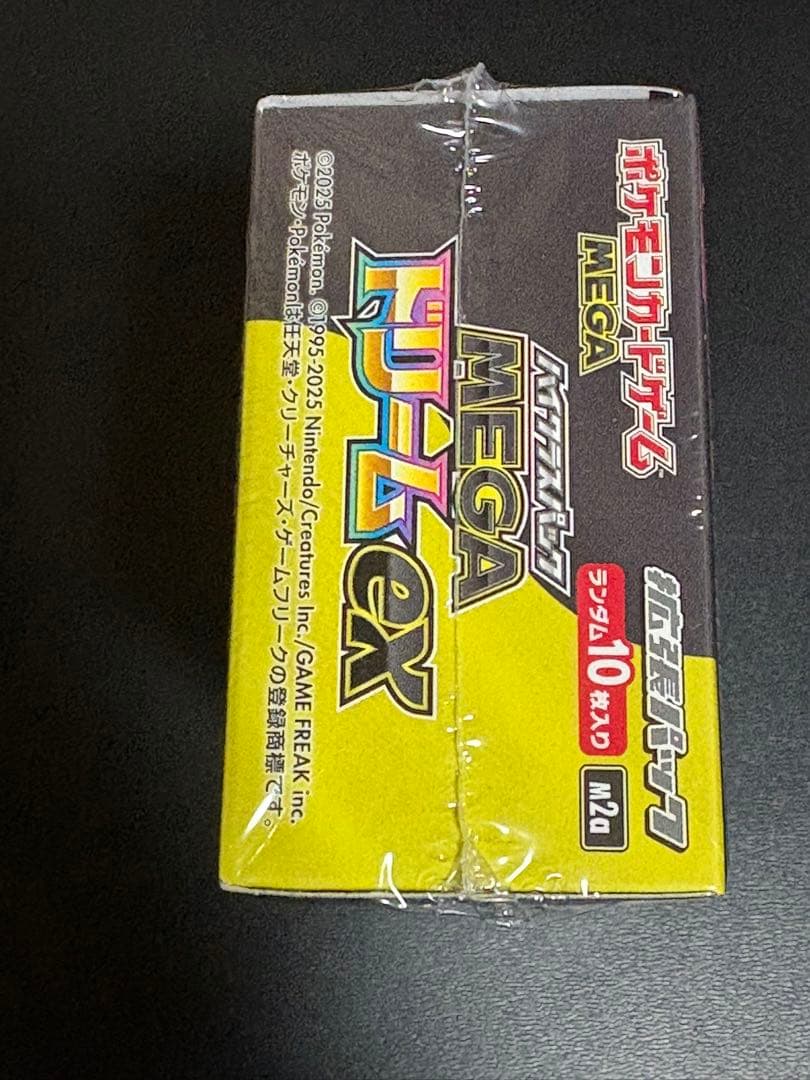 ポケモンカードゲーム™
MEGA
拡張パック
ランダム10枚入り
M2a
ハイクラスパック
MEGA
ドリームex
©2025 Pokémon. ©1995-2025 Nintendo/Creatures Inc./GAME FREAK inc.
ポケモン・Pokémonは任天堂・クリーチャーズ・ゲームフリークの登録商標です。